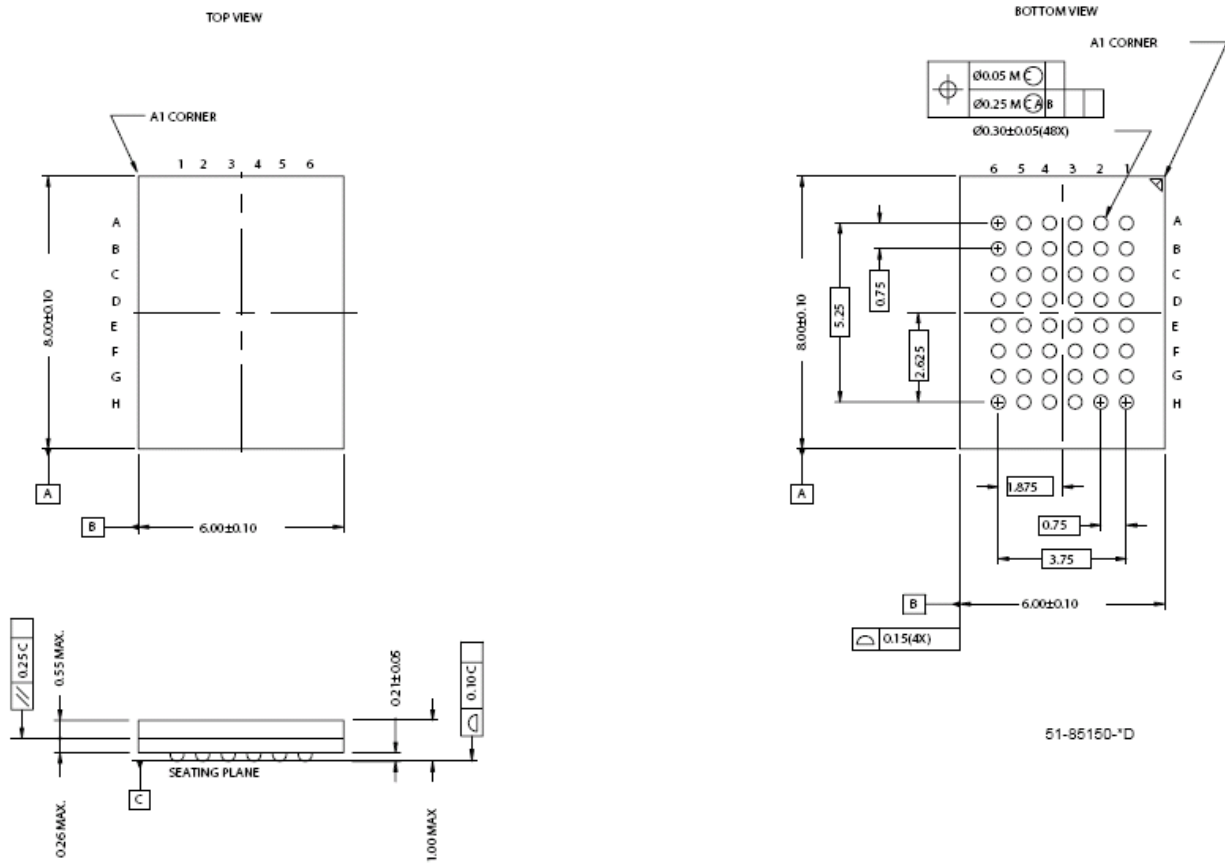 TOP VIEW
A1 CORNER
1 2 3 4 5 6
A
B
C
D
E
F
G
H
8.00±0.10
A
B
6.00±0.10
BOTTOM VIEW
A1 CORNER
Ø0.05 M C
Ø0.25 M C A B
Ø0.30±0.05(48X)
6 5 4 3 2 1
A
B
C
D
E
F
G
H
8.00±0.10
5.25
0.75
2.625
A
1.875
0.75
3.75
B
6.00±0.10
0.15(4X)
0.25 C
0.55 MAX.
0.21±0.05
0.10 C
SEATING PLANE
C
0.26 MAX.
1.00 MAX
51-85150-*D